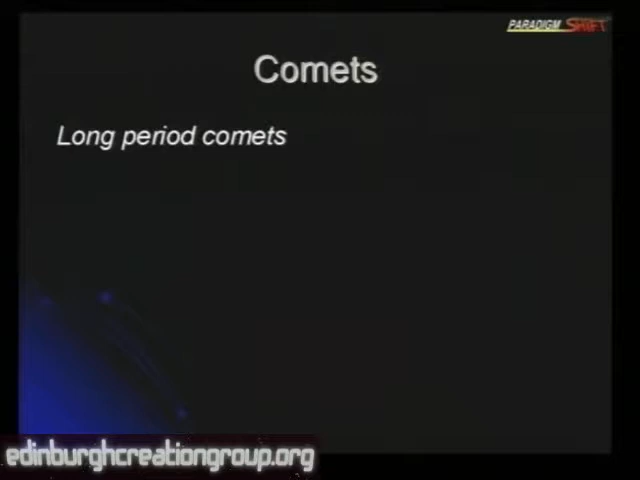 PARADIGM SHIFT
Comets
Long period comets
edinburghcreationgroup.org